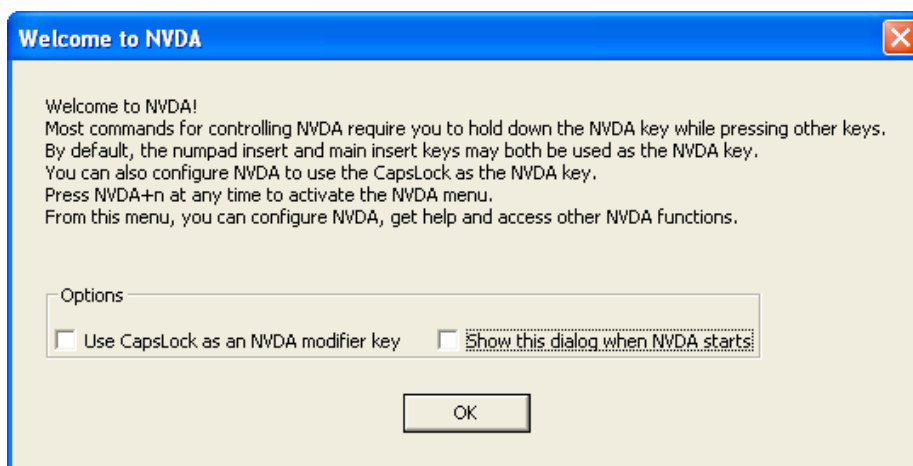 Welcome to NVDA
Welcome to NVDA!
Most commands for controlling NVDA require you to hold down the NVDA key while pressing other keys.
By default, the numpad insert and main insert keys may both be used as the NVDA key.
You can also configure NVDA to use the CapsLock as the NVDA key.
Press NVDA+n at any time to activate the NVDA menu.
From this menu, you can configure NVDA, get help and access other NVDA functions.
Options
Use CapsLock as an NVDA modifier key Show this dialog when NVDA starts
OK